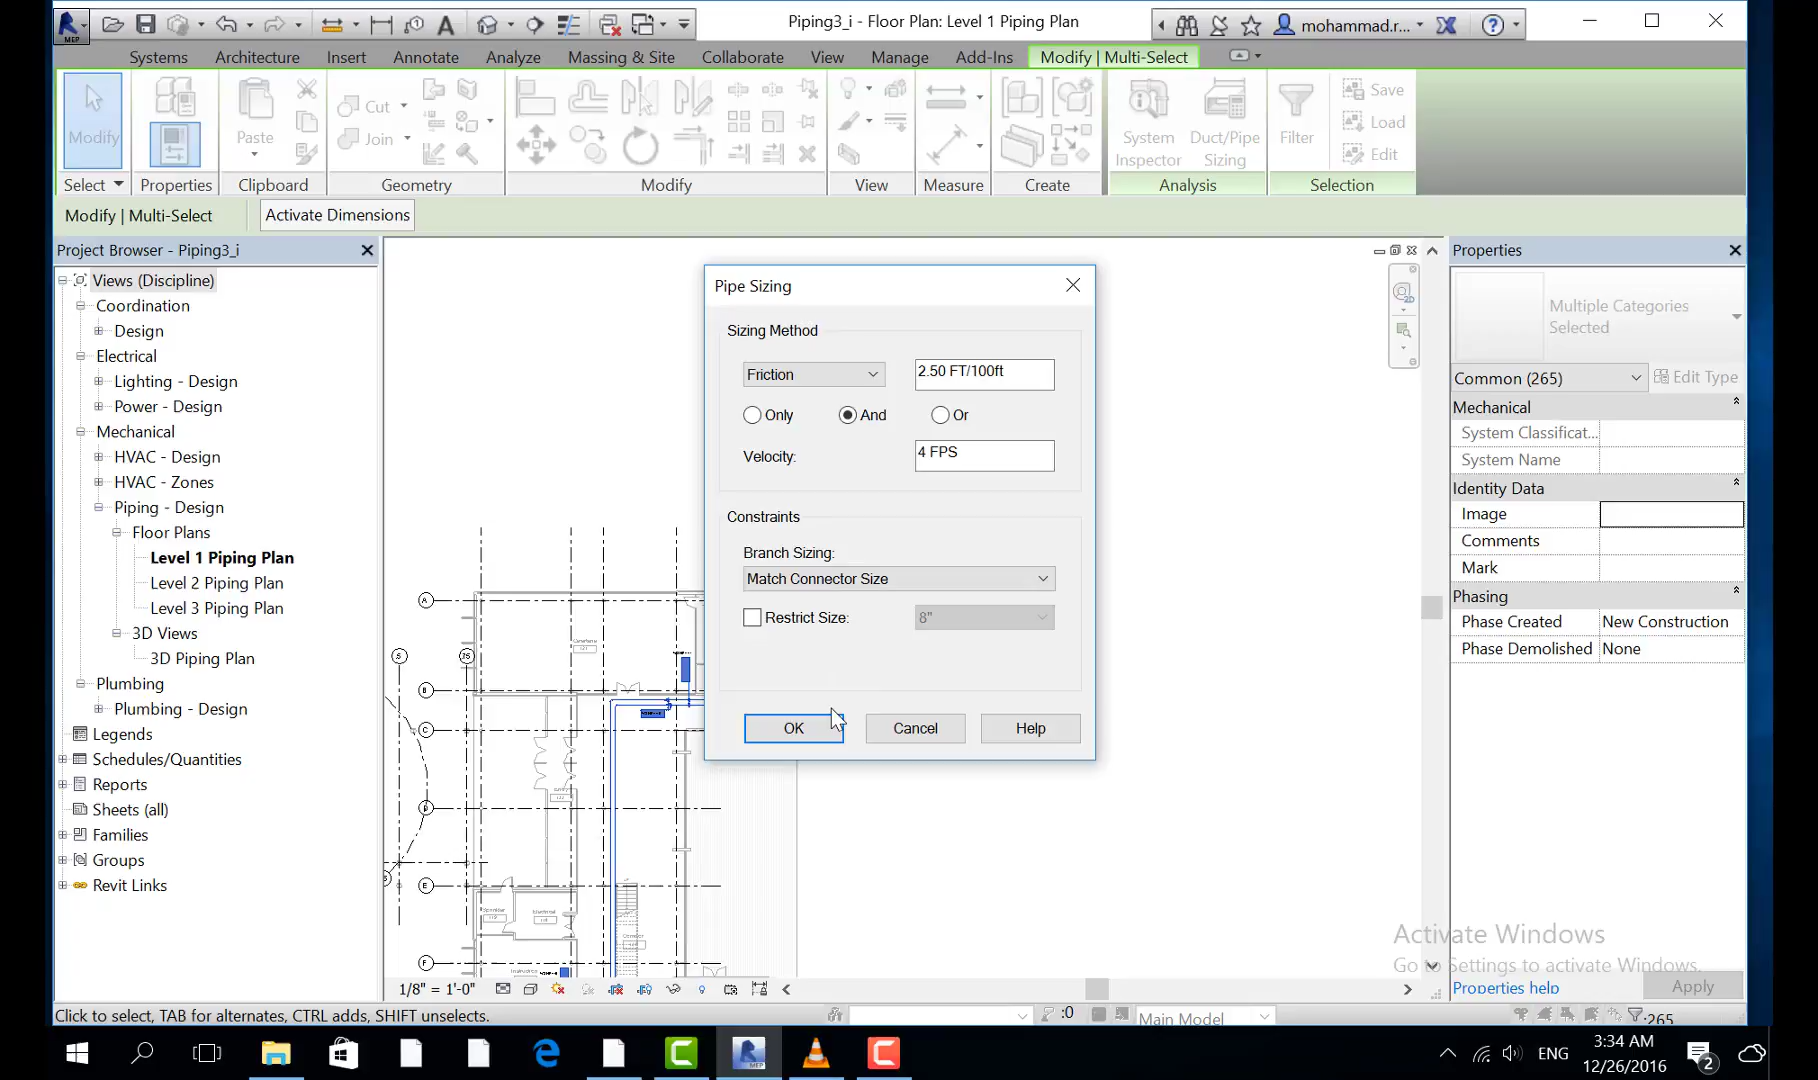 Piping3_i - Floor Plan: Level 1 Piping Plan
mohammad.r...
MEP
Systems Architecture Insert Annotate Analyze Massing & Site Collaborate View Manage Add-Ins Modify | Multi-Select
Modify
Paste
Cut
Join
System Inspector
Duct/Pipe Sizing
Filter
Save
Load
Edit
Select Properties Clipboard Geometry Modify View Measure Create Analysis Selection
Modify | Multi-Select
Activate Dimensions
Project Browser - Piping3_i
Views (Discipline)
Coordination
Design
Electrical
Lighting - Design
Power - Design
Mechanical
HVAC - Design
HVAC - Zones
Piping - Design
Floor Plans
Level 1 Piping Plan
Level 2 Piping Plan
Level 3 Piping Plan
3D Views
3D Piping Plan
Plumbing
Plumbing - Design
Legends
Schedules/Quantities
Reports
Sheets (all)
Families
Groups
Revit Links
Pipe Sizing
Sizing Method
Friction
2.50 FT/100ft
Only And Or
Velocity:
4 FPS
Constraints
Branch Sizing:
Match Connector Size
Restrict Size:
8"
OK Cancel Help
A
B
C
D
E
F
Properties
Multiple Categories
Selected
Common (265)
Edit Type
Mechanical
System Classificat...
System Name
Identity Data
Image
Comments
Mark
Phasing
Phase Created New Construction
Phase Demolished None
Properties help
Apply
Activate Windows
Go to Settings to activate Windows.
1/8" = 1'-0"
Click to select, TAB for alternates, CTRL adds, SHIFT unselects.
:0
Main Model
:265
ENG
3:34 AM
12/26/2016
2